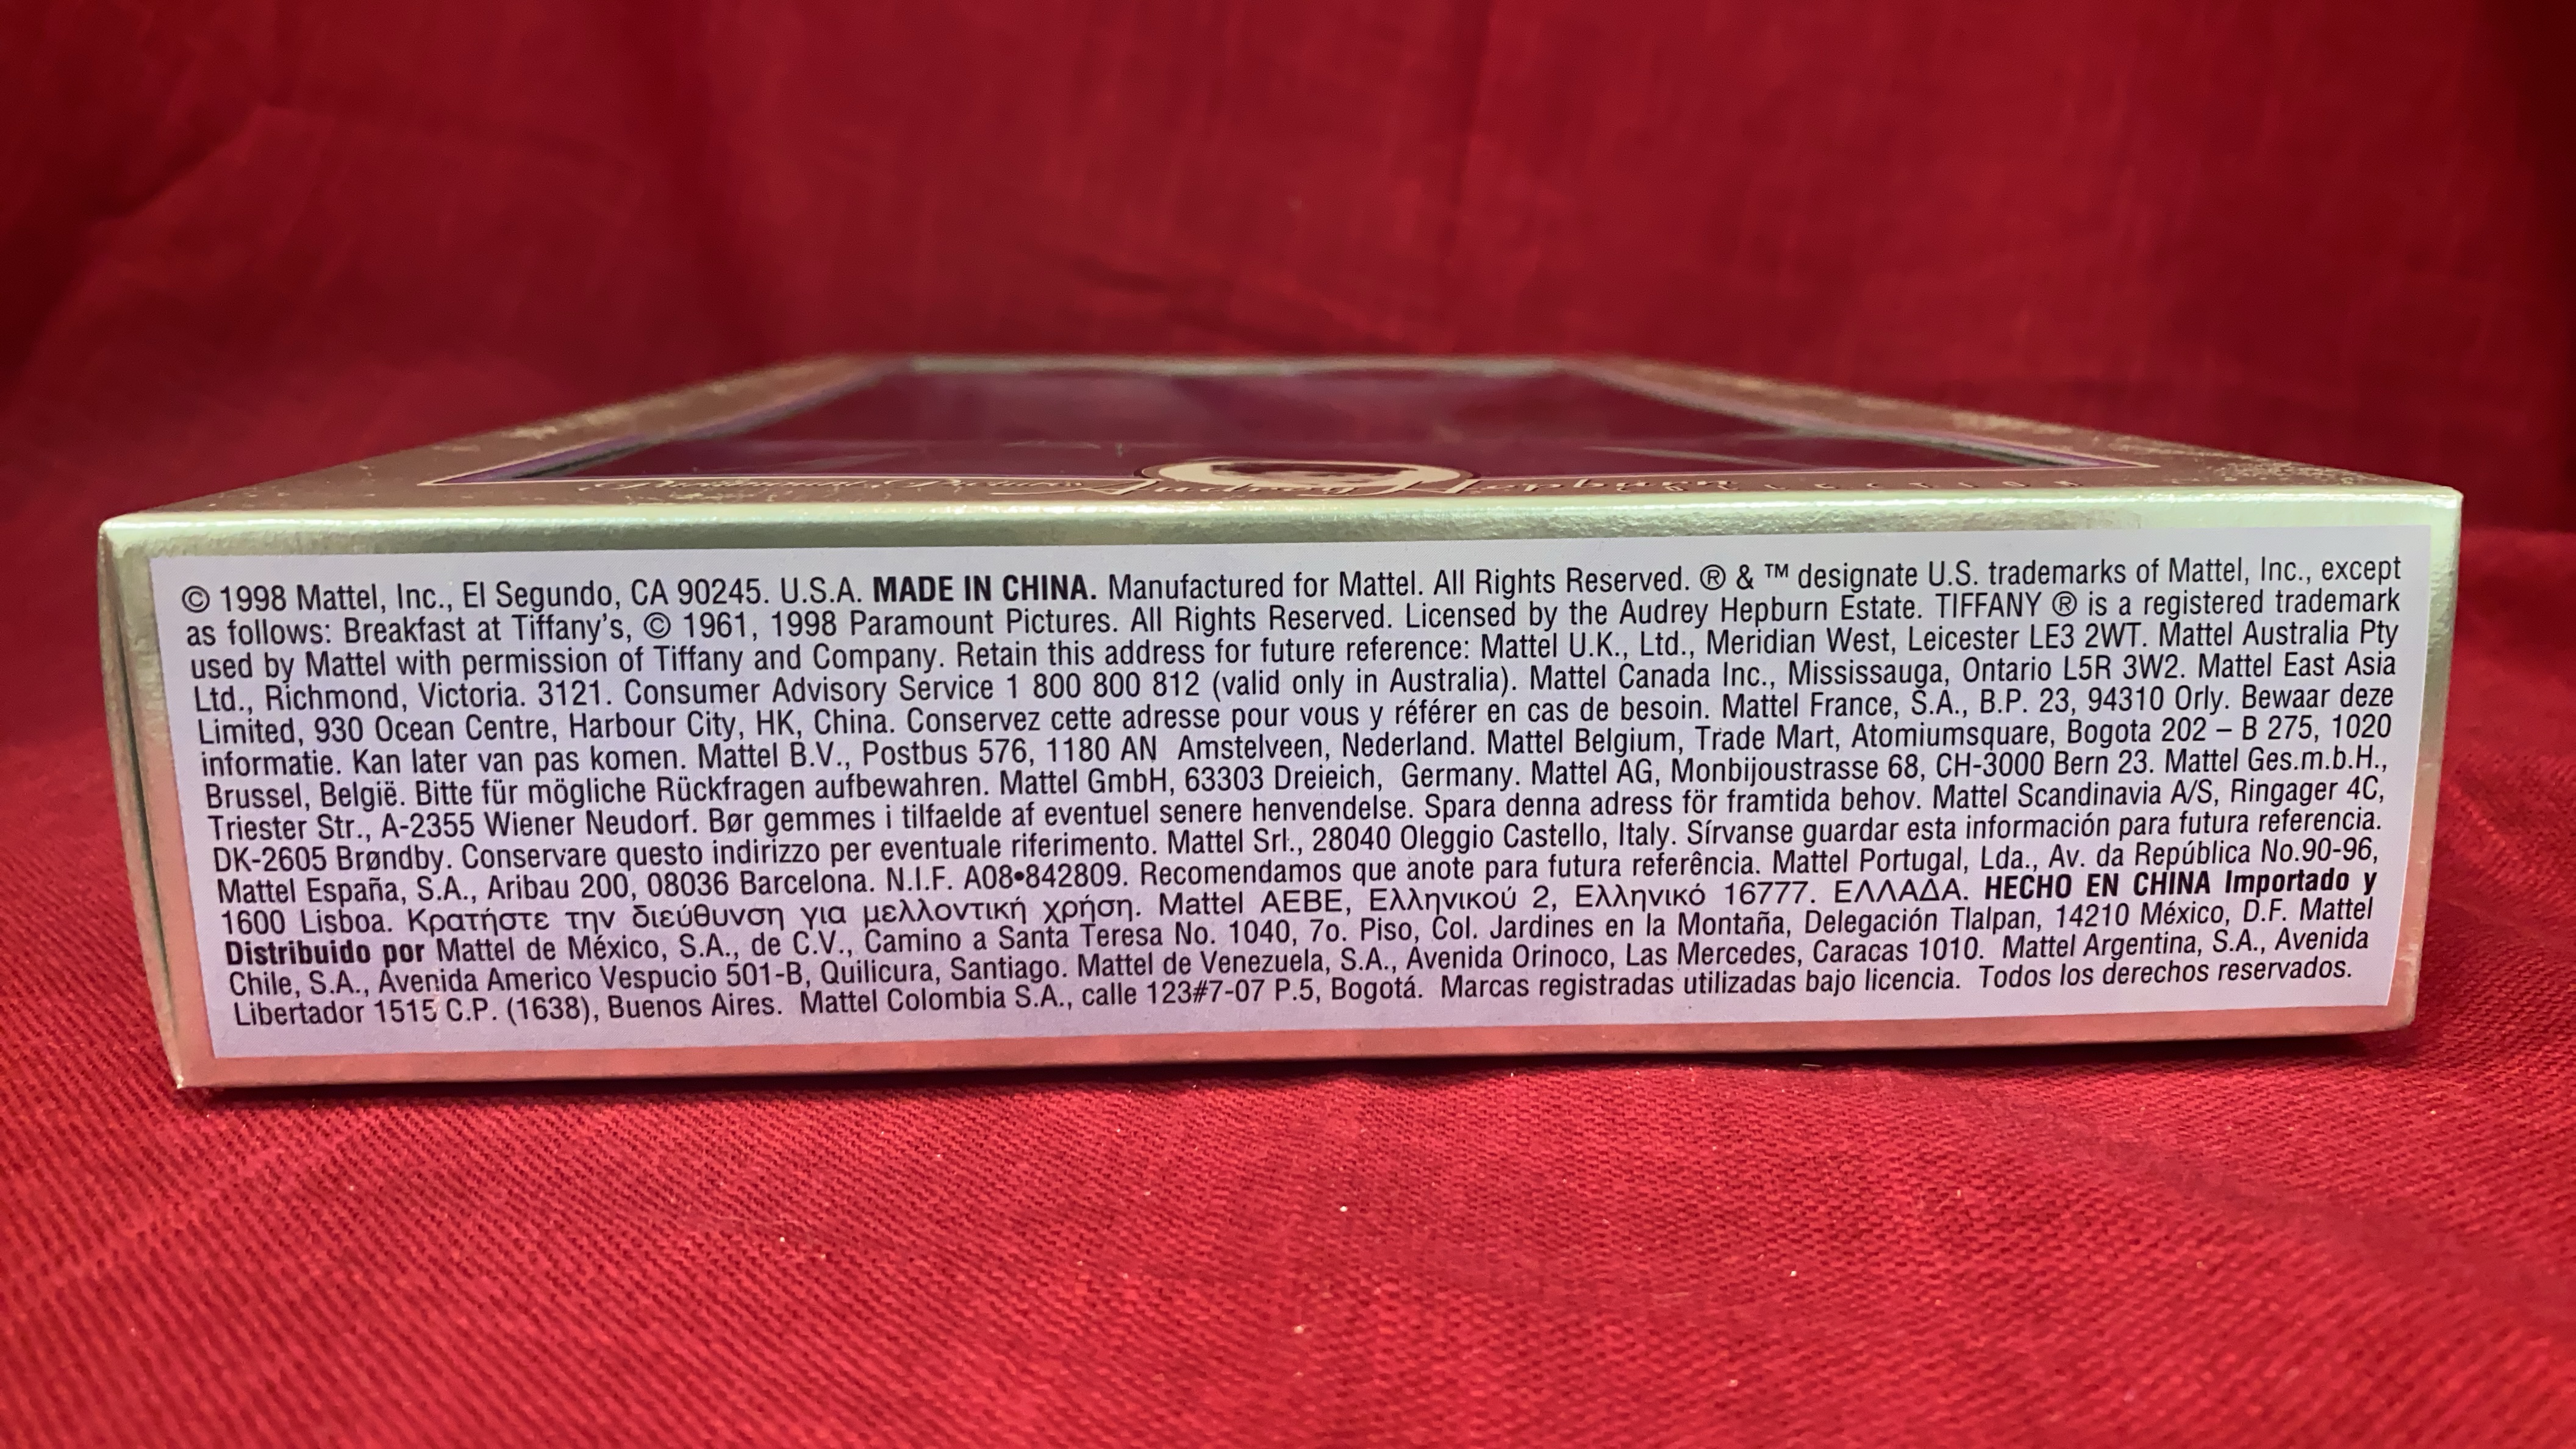 Audrey Hepburn
© 1998 Mattel, Inc., El Segundo, CA 90245. U.S.A. MADE IN CHINA. Manufactured for Mattel. All Rights Reserved. ® & ™ designate U.S. trademarks of Mattel, Inc., except
as follows: Breakfast at Tiffany's, © 1961, 1998 Paramount Pictures. All Rights Reserved. Licensed by the Audrey Hepburn Estate. TIFFANY ® is a registered trademark
used by Mattel with permission of Tiffany and Company. Retain this address for future reference: Mattel U.K., Ltd., Meridian West, Leicester LE3 2WT. Mattel Australia Pty
Ltd., Richmond, Victoria. 3121. Consumer Advisory Service 1 800 800 812 (valid only in Australia). Mattel Canada Inc., Mississauga, Ontario L5R 3W2. Mattel East Asia
Limited, 930 Ocean Centre, Harbour City, HK, China. Conservez cette adresse pour vous y référer en cas de besoin. Mattel France, S.A., B.P. 23, 94310 Orly. Bewaar deze
informatie. Kan later van pas komen. Mattel B.V., Postbus 576, 1180 AN Amstelveen, Nederland. Mattel Belgium, Trade Mart, Atomiumsquare, Bogota 202 – B 275, 1020
Brussel, België. Bitte für mögliche Rückfragen aufbewahren. Mattel GmbH, 63303 Dreieich, Germany. Mattel AG, Monbijoustrasse 68, CH-3000 Bern 23. Mattel Ges.m.b.H.,
Triester Str., A-2355 Wiener Neudorf. Bør gemmes i tilfaelde af eventuel senere henvendelse. Spara denna adress för framtida behov. Mattel Scandinavia A/S, Ringager 4C,
DK-2605 Brøndby. Conservare questo indirizzo per eventuale riferimento. Mattel Srl., 28040 Oleggio Castello, Italy. Sírvanse guardar esta información para futura referencia.
Mattel España, S.A., Aribau 200, 08036 Barcelona. N.I.F. A08•842809. Recomendamos que anote para futura referência. Mattel Portugal, Lda., Av. da República No.90-96,
1600 Lisboa. Κρατήστε την διεύθυνση για μελλοντική χρήση. Mattel AEBE, Ελληνικού 2, Ελληνικό 16777. ΕΛΛΑΔΑ. HECHO EN CHINA Importado y
Distribuido por Mattel de México, S.A., de C.V., Camino a Santa Teresa No. 1040, 7o. Piso, Col. Jardines en la Montaña, Delegación Tlalpan, 14210 México, D.F. Mattel
Chile, S.A., Avenida Americo Vespucio 501-B, Quilicura, Santiago. Mattel de Venezuela, S.A., Avenida Orinoco, Las Mercedes, Caracas 1010. Mattel Argentina, S.A., Avenida
Libertador 1515 C.P. (1638), Buenos Aires. Mattel Colombia S.A., calle 123#7-07 P.5, Bogotá. Marcas registradas utilizadas bajo licencia. Todos los derechos reservados.